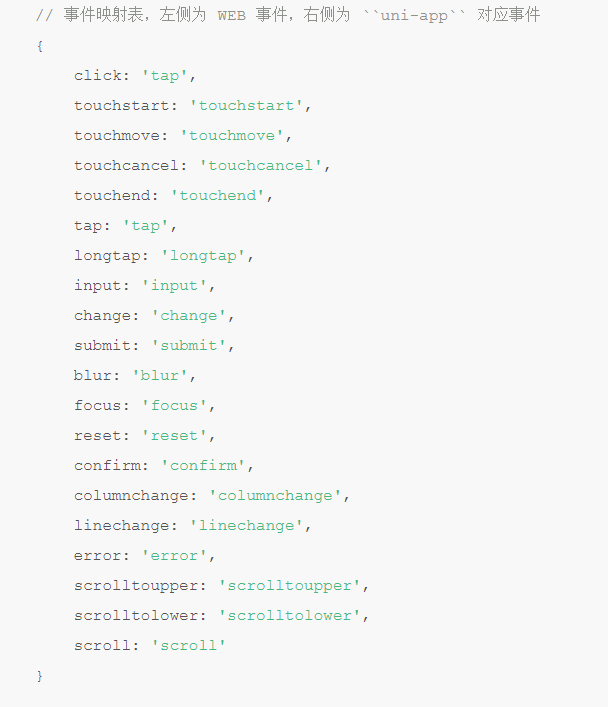 // 事件映射表，左侧为 WEB 事件，右侧为 ``uni-app`` 对应事件
{
    click: 'tap',
    touchstart: 'touchstart',
    touchmove: 'touchmove',
    touchcancel: 'touchcancel',
    touchend: 'touchend',
    tap: 'tap',
    longtap: 'longtap',
    input: 'input',
    change: 'change',
    submit: 'submit',
    blur: 'blur',
    focus: 'focus',
    reset: 'reset',
    confirm: 'confirm',
    columnchange: 'columnchange',
    linechange: 'linechange',
    error: 'error',
    scrolltoupper: 'scrolltoupper',
    scrolltolower: 'scrolltolower',
    scroll: 'scroll'
}